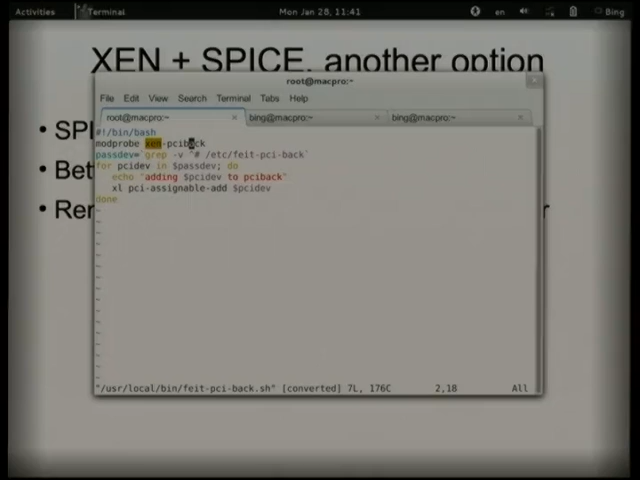 Activities
Terminal
Mon Jan 28, 11:41
en
Bing
XEN + SPICE, another option
root@macpro:~
File Edit View Search Terminal Tabs Help
root@macpro:~
bing@macpro:~
bing@macpro:~
#!/bin/bash
modprobe xen-pciback
passdev=`grep -v ^# /etc/feit-pci-back`
for pcidev in $passdev; do
echo "adding $pcidev to pciback"
xl pci-assignable-add $pcidev
done
"/usr/local/bin/feit-pci-back.sh" [converted] 7L, 176C
2,18
All
• SPI
• Bet
• Rer
r